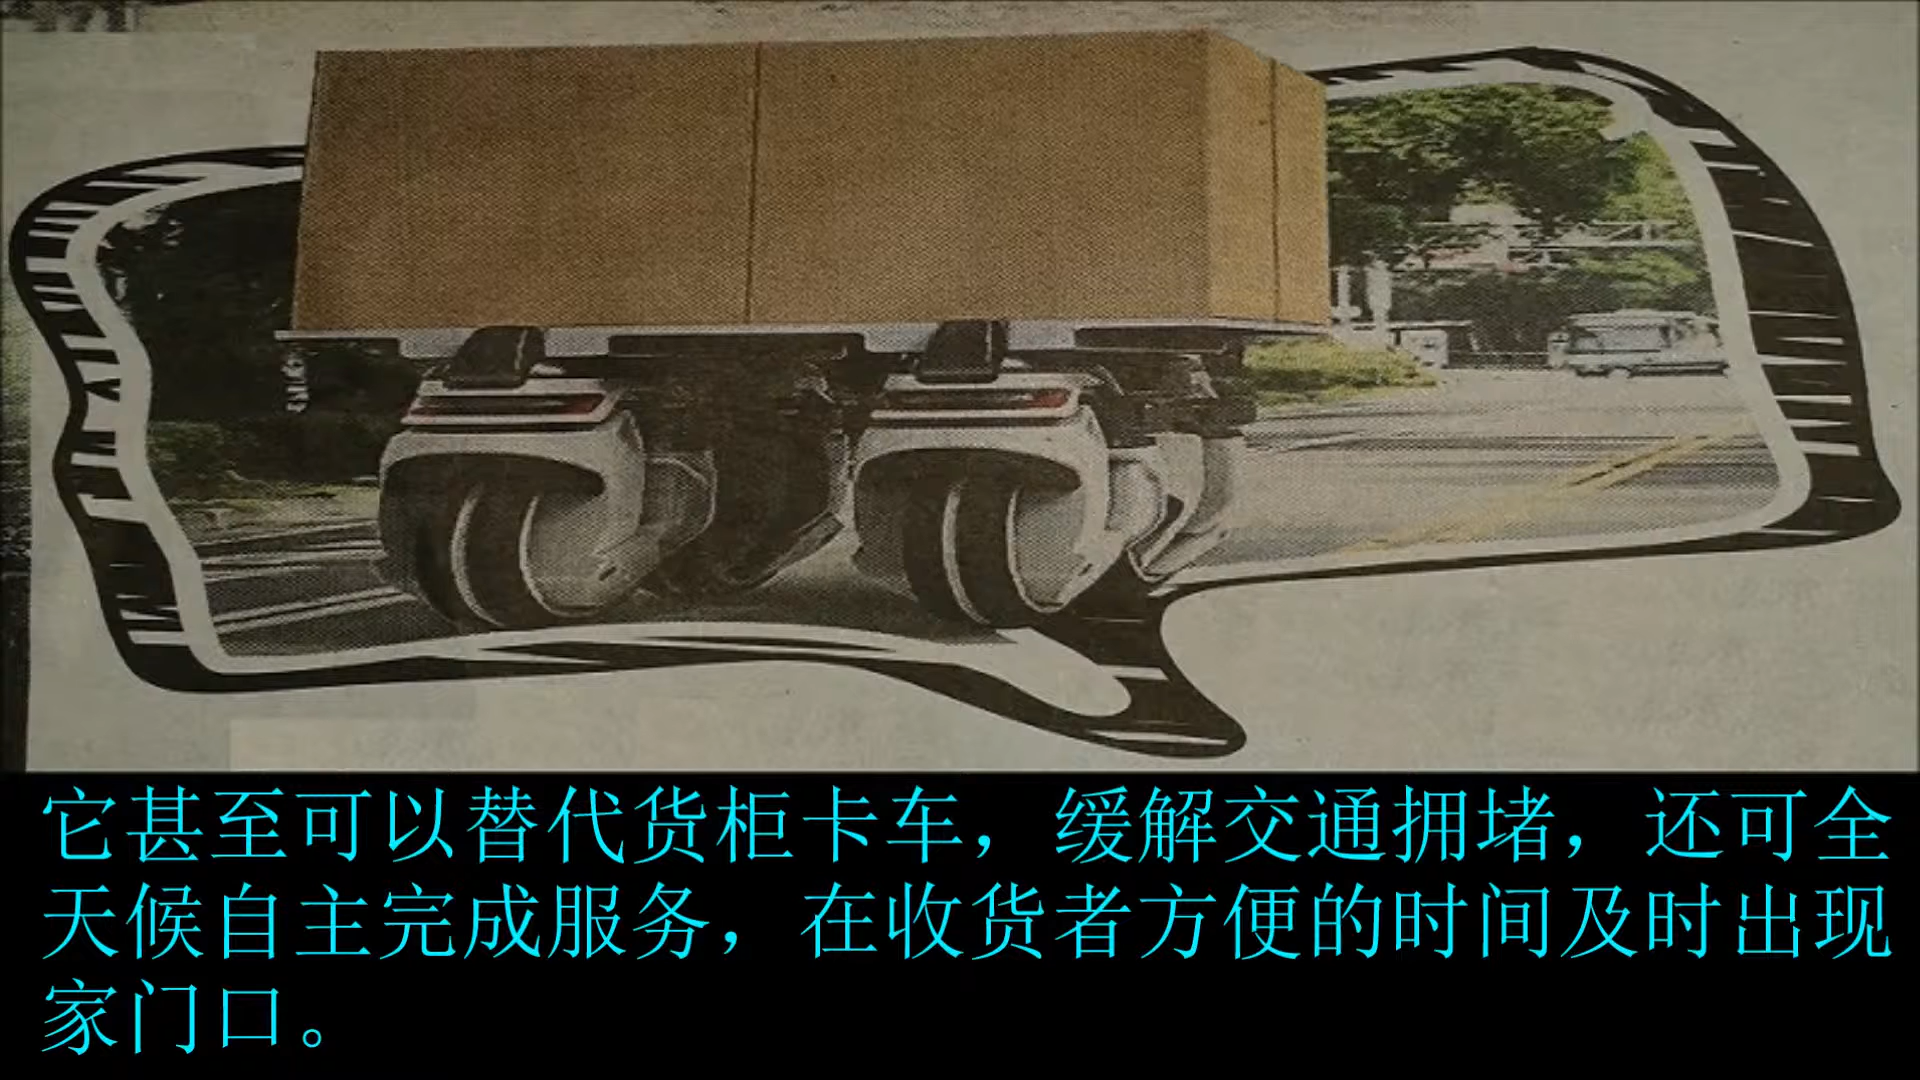 它甚至可以替代货柜卡车，缓解交通拥堵，还可全
天候自主完成服务，在收货者方便的时间及时出现
家门口。